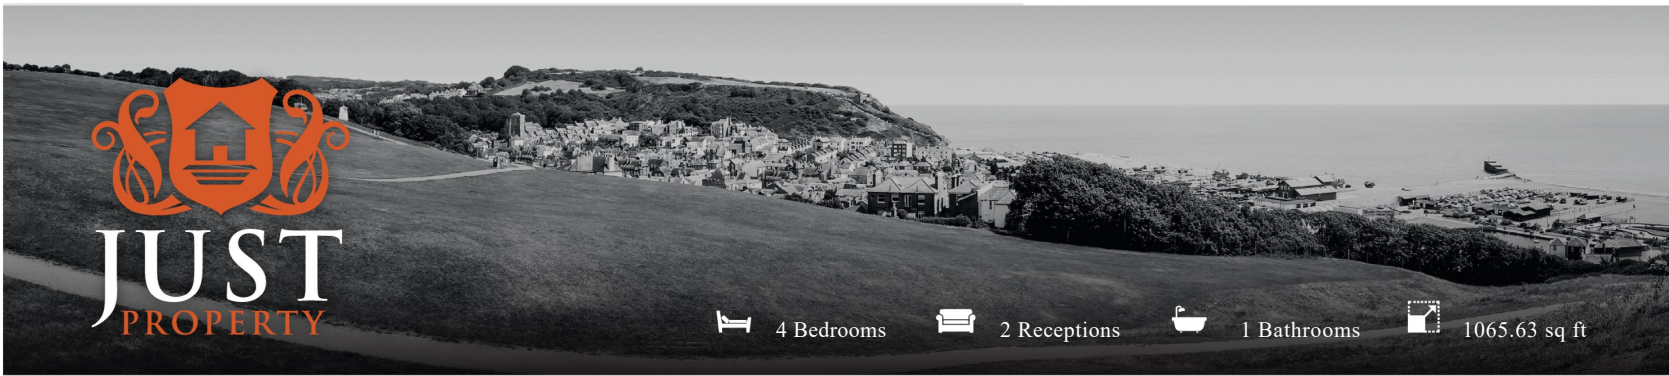 JUST
PROPERTY
4 Bedrooms
2 Receptions
1 Bathrooms
1065.63 sq ft